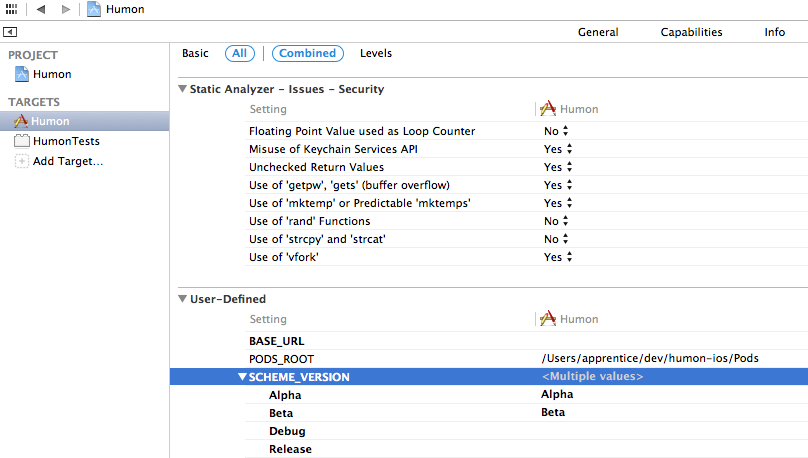 Humon
General Capabilities Info
Basic All Combined Levels
PROJECT
Humon
TARGETS
Humon
HumonTests
Add Target...
Static Analyzer - Issues - Security
Setting Humon
Floating Point Value used as Loop Counter No
Misuse of Keychain Services API Yes
Unchecked Return Values Yes
Use of 'getpw', 'gets' (buffer overflow) Yes
Use of 'mktemp' or Predictable 'mktemps' Yes
Use of 'rand' Functions No
Use of 'strcpy' and 'strcat' No
Use of 'vfork' Yes
User-Defined
Setting Humon
BASE_URL
PODS_ROOT /Users/apprentice/dev/humon-ios/Pods
SCHEME_VERSION <Multiple values>
Alpha Alpha
Beta Beta
Debug
Release